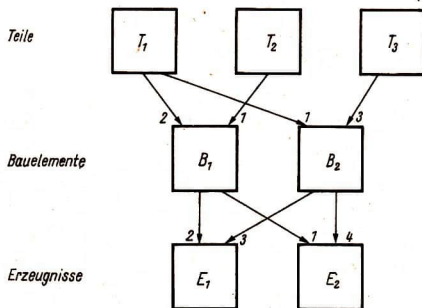 Teile T₁ T₂ T₃
2 1 1 3
Bauelemente B₁ B₂
2 3 1 4
Erzeugnisse E₁ E₂